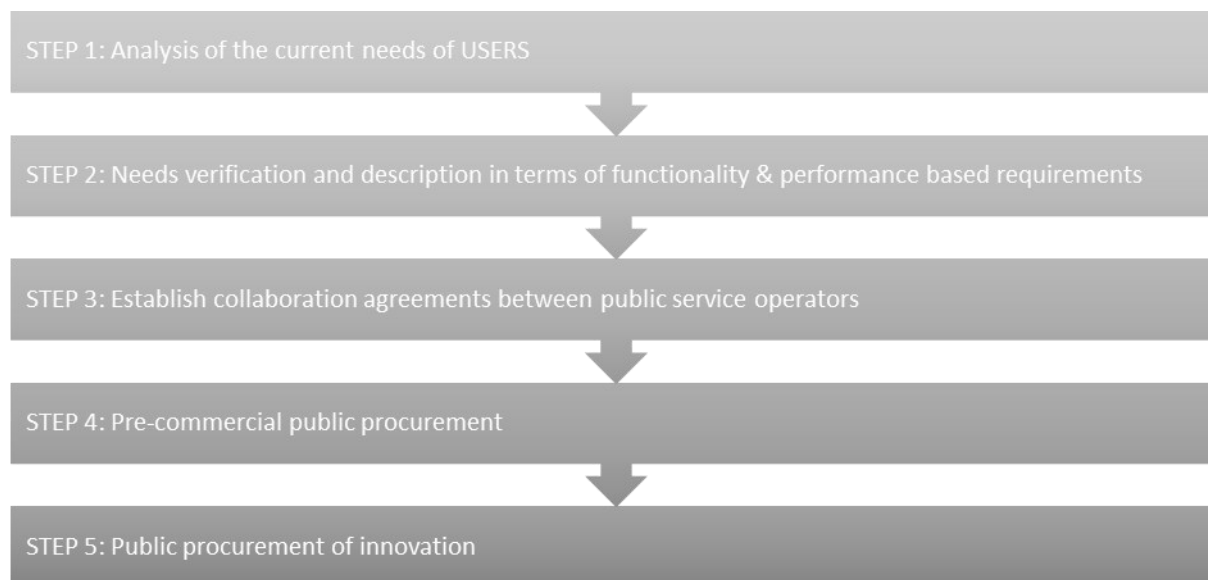 STEP 1: Analysis of the current needs of USERS
STEP 2: Needs verification and description in terms of functionality & performance based requirements
STEP 3: Establish collaboration agreements between public service operators
STEP 4: Pre-commercial public procurement
STEP 5: Public procurement of innovation